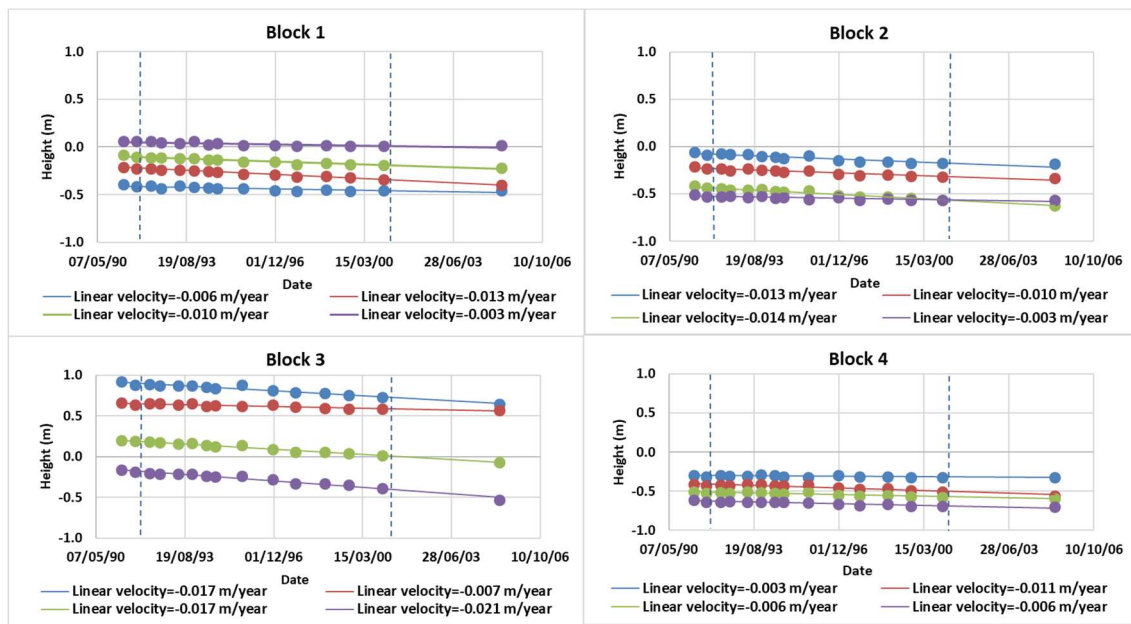 Block 1
1.0
0.5
0.0
-0.5
-1.0
Height (m)
07/05/90 19/08/93 01/12/96 15/03/00 28/06/03 10/10/06
Date
Linear velocity=-0.006 m/year Linear velocity=-0.013 m/year
Linear velocity=-0.010 m/year Linear velocity=-0.003 m/year
Block 2
1.0
0.5
0.0
-0.5
-1.0
Height (m)
07/05/90 19/08/93 01/12/96 15/03/00 28/06/03 10/10/06
Date
Linear velocity=-0.013 m/year Linear velocity=-0.010 m/year
Linear velocity=-0.014 m/year Linear velocity=-0.003 m/year
Block 3
1.0
0.5
0.0
-0.5
-1.0
Height (m)
07/05/90 19/08/93 01/12/96 15/03/00 28/06/03 10/10/06
Date
Linear velocity=-0.017 m/year Linear velocity=-0.007 m/year
Linear velocity=-0.017 m/year Linear velocity=-0.021 m/year
Block 4
1.0
0.5
0.0
-0.5
-1.0
Height (m)
07/05/90 19/08/93 01/12/96 15/03/00 28/06/03 10/10/06
Date
Linear velocity=-0.003 m/year Linear velocity=-0.011 m/year
Linear velocity=-0.006 m/year Linear velocity=-0.006 m/year